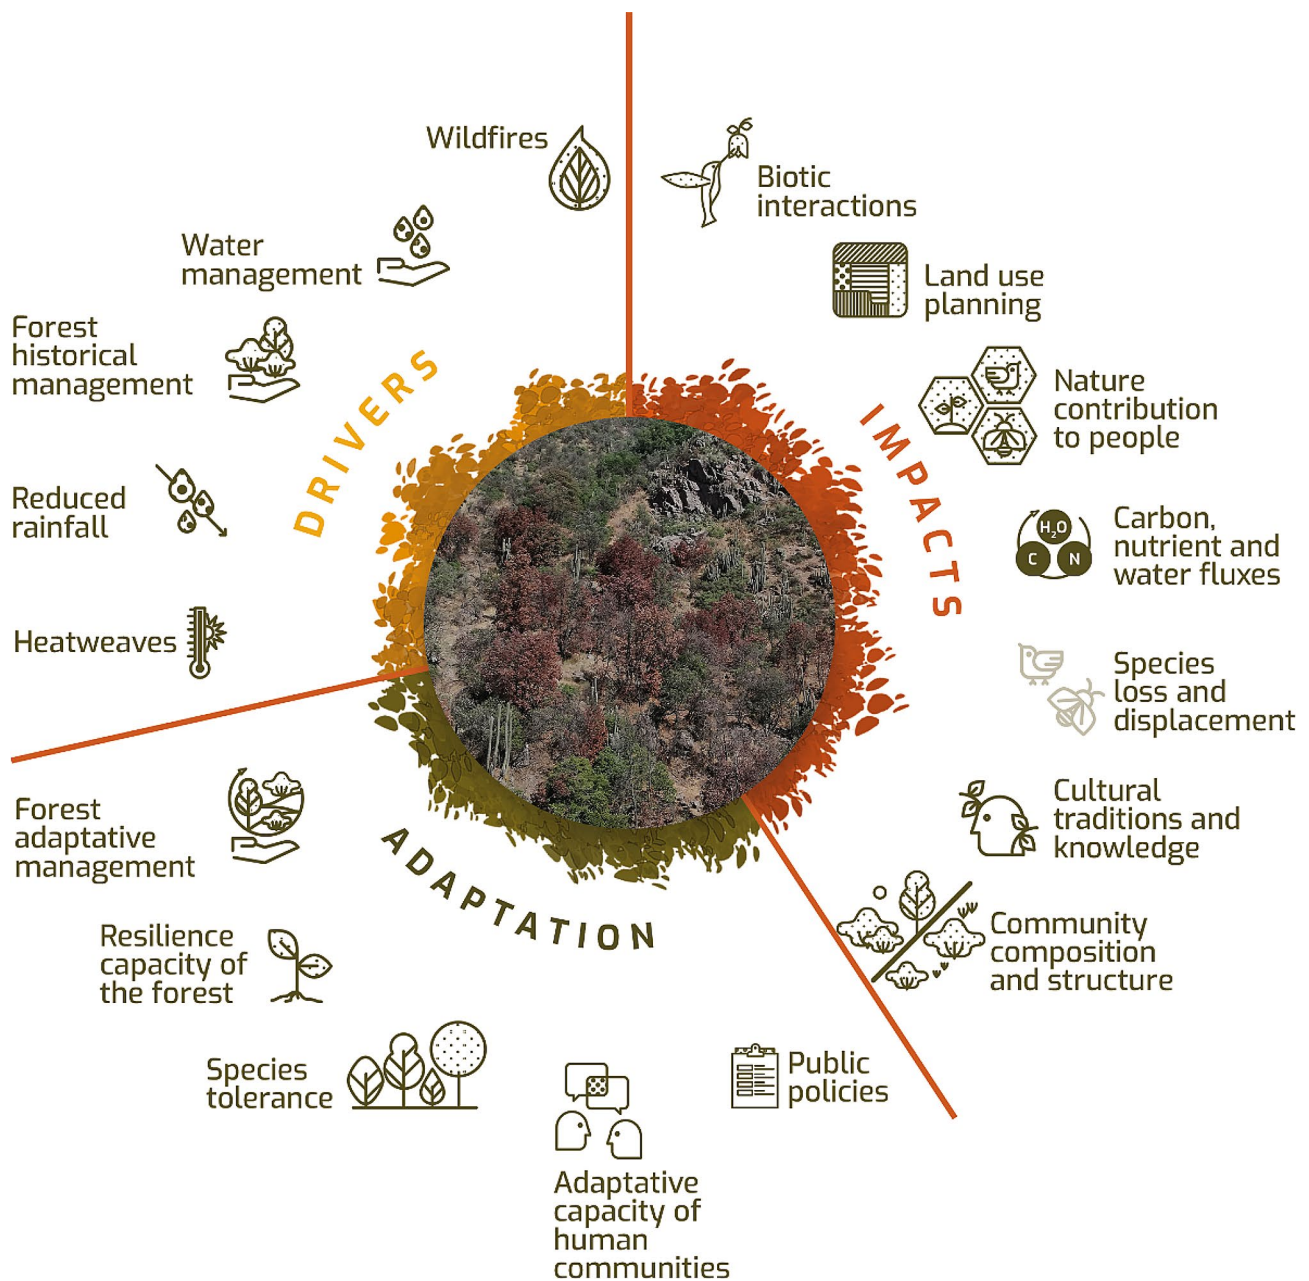 Wildfires
Water
management
Forest
historical
management
Reduced
rainfall
Heatweaves
DRIVERS
Biotic
interactions
Land use
planning
Nature
contribution
to people
H₂O
C
N
Carbon,
nutrient and
water fluxes
Species
loss and
displacement
Cultural
traditions and
knowledge
Community
composition
and structure
IMPACTS
Forest
adaptative
management
Resilience
capacity of
the forest
Species
tolerance
Adaptative
capacity of
human
communities
Public
policies
ADAPTATION